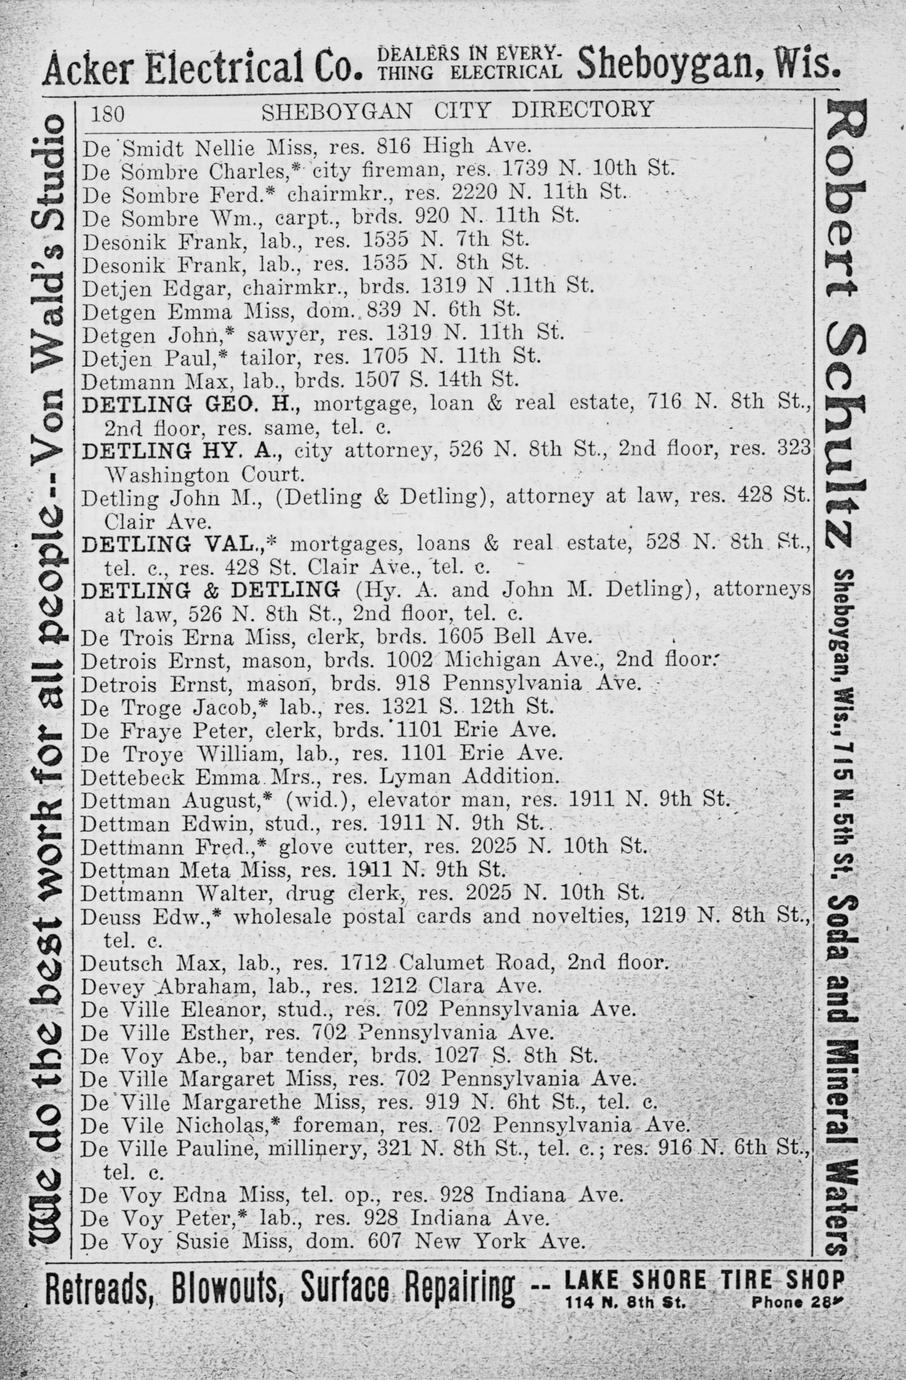 Acker Electrical Co. DEALERS IN EVERY-THING ELECTRICAL Sheboygan, Wis.
180 SHEBOYGAN CITY DIRECTORY
De Smidt Nellie Miss, res. 816 High Ave.
De Sombre Charles,* city fireman, res. 1739 N. 10th St.
De Sombre Ferd.* chairmkr., res. 2220 N. 11th St.
De Sombre Wm., carpt., brds. 920 N. 11th St.
Desonik Frank, lab., res. 1535 N. 7th St.
Desonik Frank, lab., res. 1535 N. 8th St.
Detjen Edgar, chairmkr., brds. 1319 N .11th St.
Detgen Emma Miss, dom. 839 N. 6th St.
Detgen John,* sawyer, res. 1319 N. 11th St.
Detjen Paul,* tailor, res. 1705 N. 11th St.
Detmann Max, lab., brds. 1507 S. 14th St.
DETLING GEO. H., mortgage, loan & real estate, 716 N. 8th St.,
2nd floor, res. same, tel. c.
DETLING HY. A., city attorney, 526 N. 8th St., 2nd floor, res. 323
Washington Court.
Detling John M., (Detling & Detling), attorney at law, res. 428 St.
Clair Ave.
DETLING VAL.,* mortgages, loans & real estate, 528 N. 8th St.,
tel. c., res. 428 St. Clair Ave., tel. c.
DETLING & DETLING (Hy. A. and John M. Detling), attorneys
at law, 526 N. 8th St., 2nd floor, tel. c.
De Trois Erna Miss, clerk, brds. 1605 Bell Ave.
Detrois Ernst, mason, brds. 1002 Michigan Ave., 2nd floor.
Detrois Ernst, mason, brds. 918 Pennsylvania Ave.
De Troge Jacob,* lab., res. 1321 S. 12th St.
De Fraye Peter, clerk, brds. 1101 Erie Ave.
De Troye William, lab., res. 1101 Erie Ave.
Dettebeck Emma Mrs., res. Lyman Addition.
Dettman August,* (wid.), elevator man, res. 1911 N. 9th St.
Dettman Edwin, stud., res. 1911 N. 9th St.
Dettmann Fred.,* glove cutter, res. 2025 N. 10th St.
Dettman Meta Miss, res. 1911 N. 9th St.
Dettmann Walter, drug clerk, res. 2025 N. 10th St.
Deuss Edw.,* wholesale postal cards and novelties, 1219 N. 8th St.,
tel. c.
Deutsch Max, lab., res. 1712 Calumet Road, 2nd floor.
Devey Abraham, lab., res. 1212 Clara Ave.
De Ville Eleanor, stud., res. 702 Pennsylvania Ave.
De Ville Esther, res. 702 Pennsylvania Ave.
De Voy Abe., bar tender, brds. 1027 S. 8th St.
De Ville Margaret Miss, res. 702 Pennsylvania Ave.
De Ville Margarethe Miss, res. 919 N. 6ht St., tel. c.
De Vile Nicholas,* foreman, res. 702 Pennsylvania Ave.
De Ville Pauline, millinery, 321 N. 8th St., tel. c.; res. 916 N. 6th St.,
tel. c.
De Voy Edna Miss, tel. op., res. 928 Indiana Ave.
De Voy Peter,* lab., res. 928 Indiana Ave.
De Voy Susie Miss, dom. 607 New York Ave.
We do the best work for all people--Von Wald's Studio
Robert Schultz Sheboygan, Wis., 715 N. 5th St. Soda and Mineral Waters
Retreads, Blowouts, Surface Repairing -- LAKE SHORE TIRE SHOP
114 N. 8th St. Phone